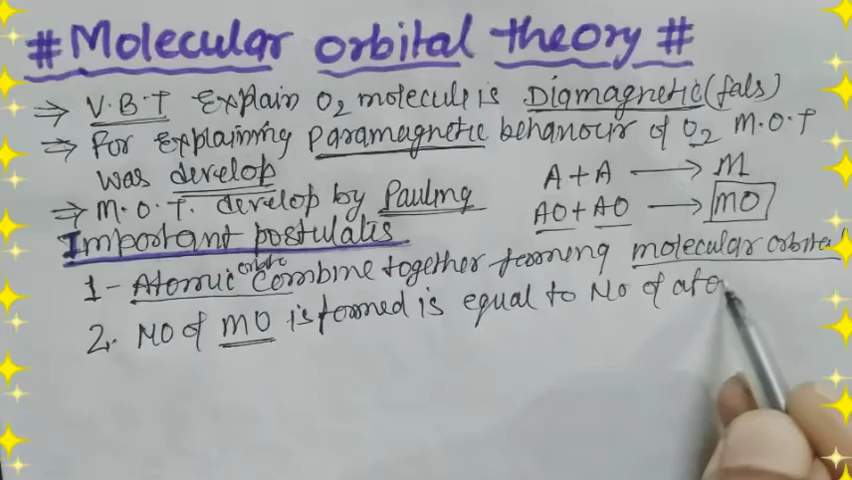 # Molecular orbital theory #
⇒ V.B.T Explain O2 molecule is Diamagnetic (fals)
⇒ For explaining paramagnetic behaviour of O2 M.O.T
was develop
A + A → M
⇒ M.O.T. develop by Pauling
AO + AO → MO
Important postulates
1 - Atomic orbital Combine together forming molecular orbital
2. NO of MO is formed is equal to No of ato